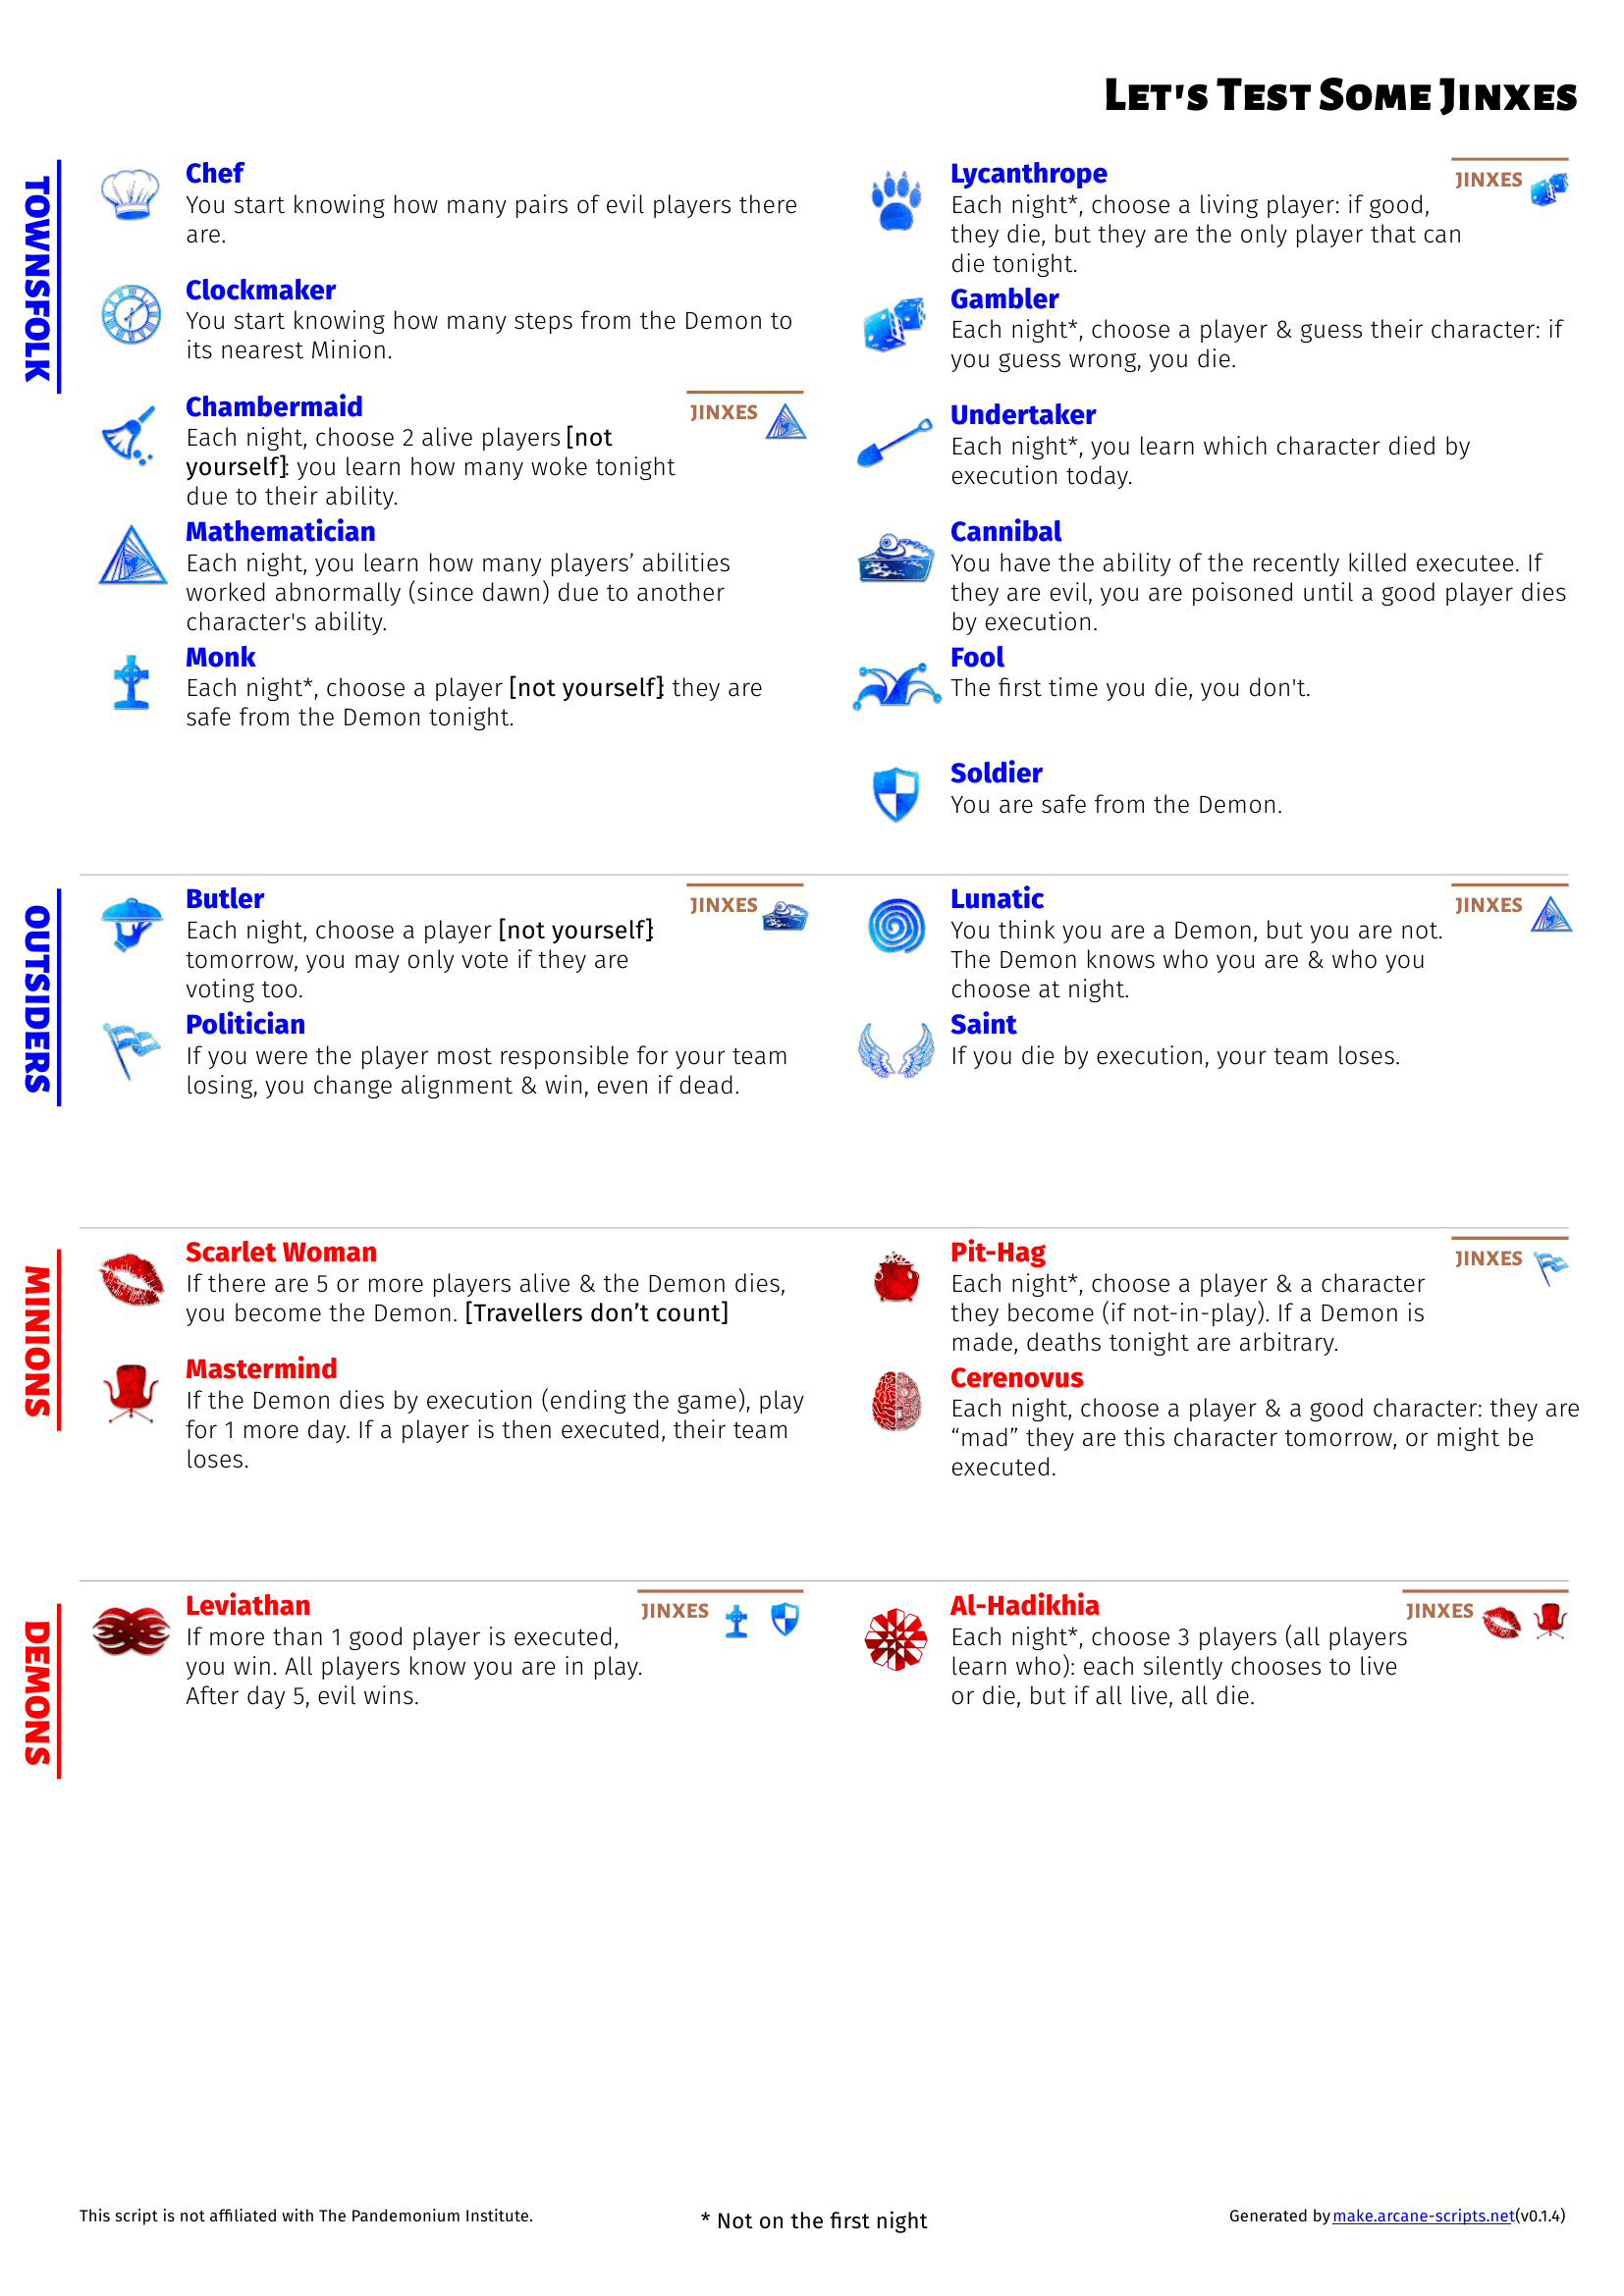 LET'S TEST SOME JINXES
TOWNSFOLK
Chef
You start knowing how many pairs of evil players there
are.
Clockmaker
You start knowing how many steps from the Demon to
its nearest Minion.
Chambermaid
JINXES
Each night, choose 2 alive players [not
yourself]: you learn how many woke tonight
due to their ability.
Mathematician
Each night, you learn how many players’ abilities
worked abnormally (since dawn) due to another
character's ability.
Monk
Each night*, choose a player [not yourself]: they are
safe from the Demon tonight.
Lycanthrope
JINXES
Each night*, choose a living player: if good,
they die, but they are the only player that can
die tonight.
Gambler
Each night*, choose a player & guess their character: if
you guess wrong, you die.
Undertaker
Each night*, you learn which character died by
execution today.
Cannibal
You have the ability of the recently killed executee. If
they are evil, you are poisoned until a good player dies
by execution.
Fool
The first time you die, you don't.
Soldier
You are safe from the Demon.
OUTSIDERS
Butler
JINXES
Each night, choose a player [not yourself]:
tomorrow, you may only vote if they are
voting too.
Politician
If you were the player most responsible for your team
losing, you change alignment & win, even if dead.
Lunatic
JINXES
You think you are a Demon, but you are not.
The Demon knows who you are & who you
choose at night.
Saint
If you die by execution, your team loses.
MINIONS
Scarlet Woman
If there are 5 or more players alive & the Demon dies,
you become the Demon. [Travellers don’t count]
Mastermind
If the Demon dies by execution (ending the game), play
for 1 more day. If a player is then executed, their team
loses.
Pit-Hag
JINXES
Each night*, choose a player & a character
they become (if not-in-play). If a Demon is
made, deaths tonight are arbitrary.
Cerenovus
Each night, choose a player & a good character: they are
“mad” they are this character tomorrow, or might be
executed.
DEMONS
Leviathan
JINXES
If more than 1 good player is executed,
you win. All players know you are in play.
After day 5, evil wins.
Al-Hadikhia
JINXES
Each night*, choose 3 players (all players
learn who): each silently chooses to live
or die, but if all live, all die.
This script is not affiliated with The Pandemonium Institute.
* Not on the first night
Generated by make.arcane-scripts.net(v0.1.4)